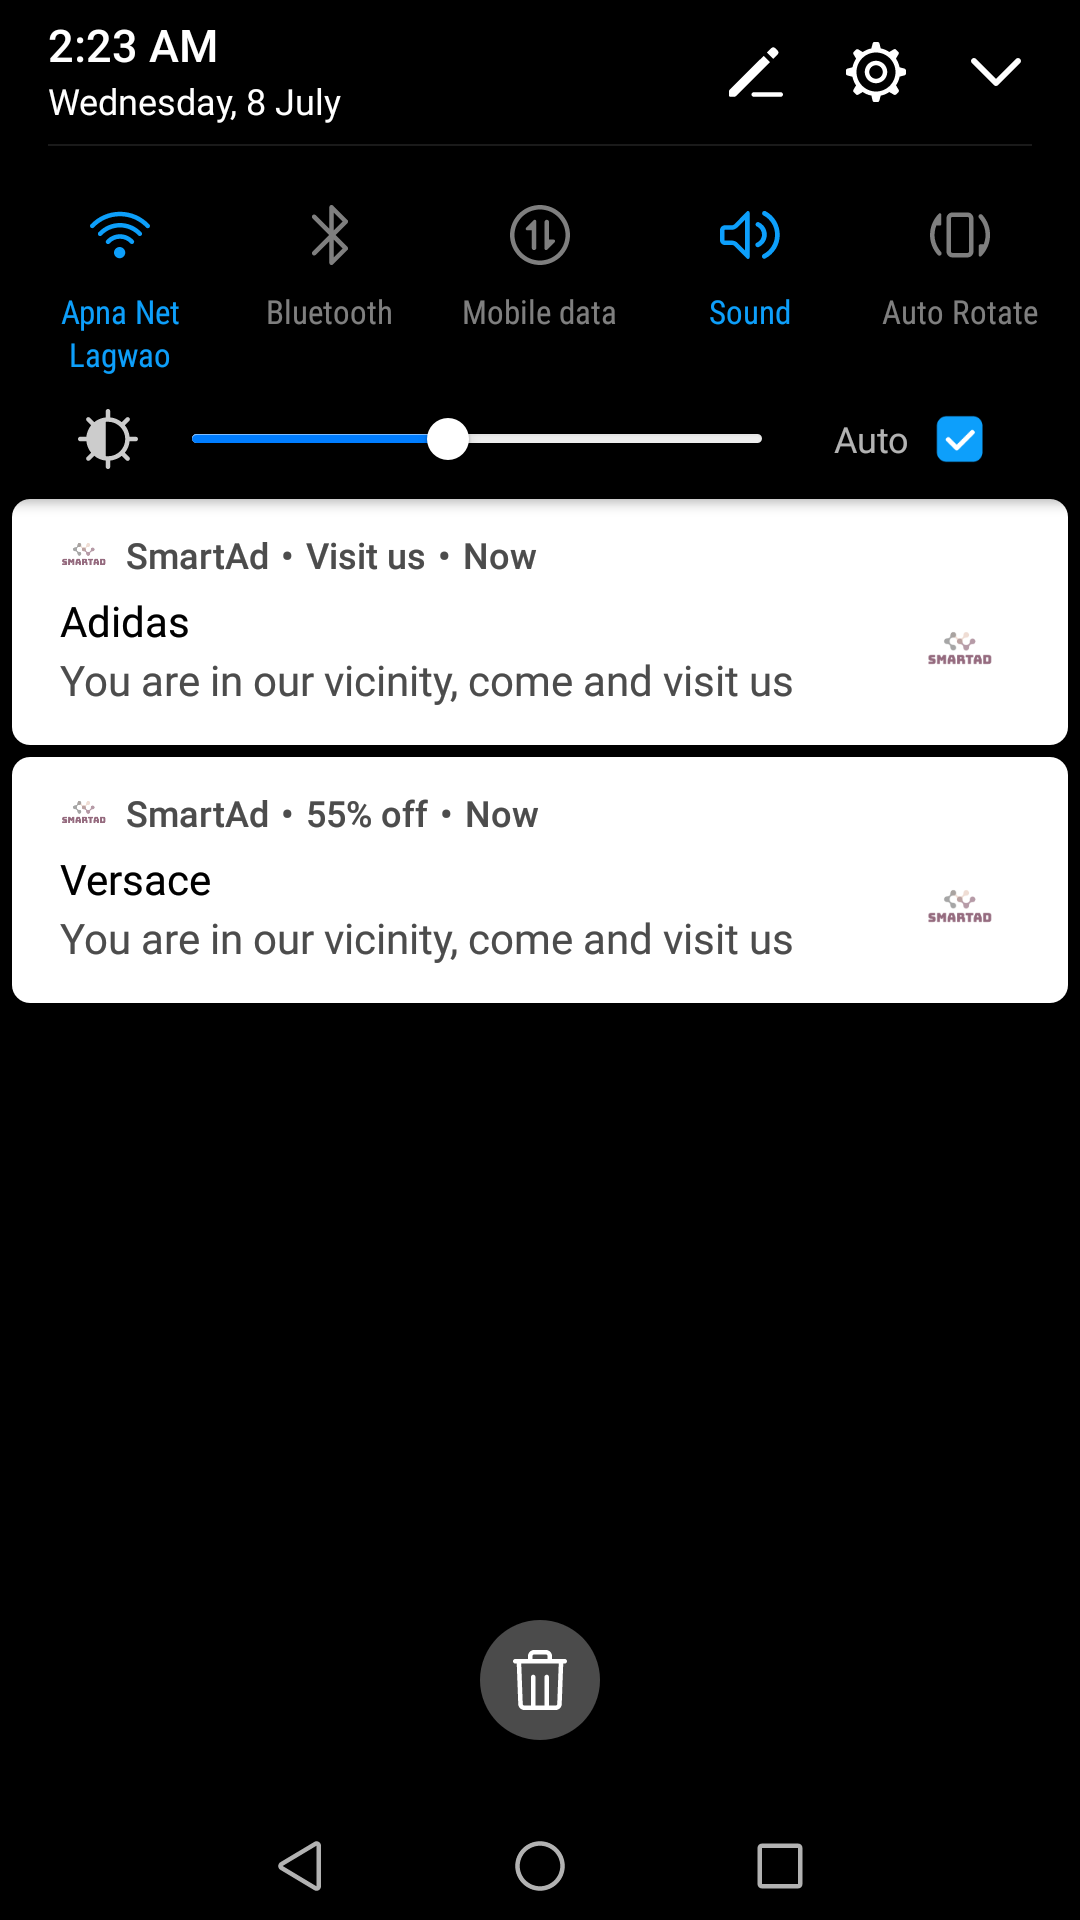 2:23 AM
Wednesday, 8 July
Apna Net
Lagwao
Bluetooth
Mobile data
Sound
Auto Rotate
Auto
SMARTAD
SmartAd • Visit us • Now
Adidas
You are in our vicinity, come and visit us
SMARTAD
SMARTAD
SmartAd • 55% off • Now
Versace
You are in our vicinity, come and visit us
SMARTAD